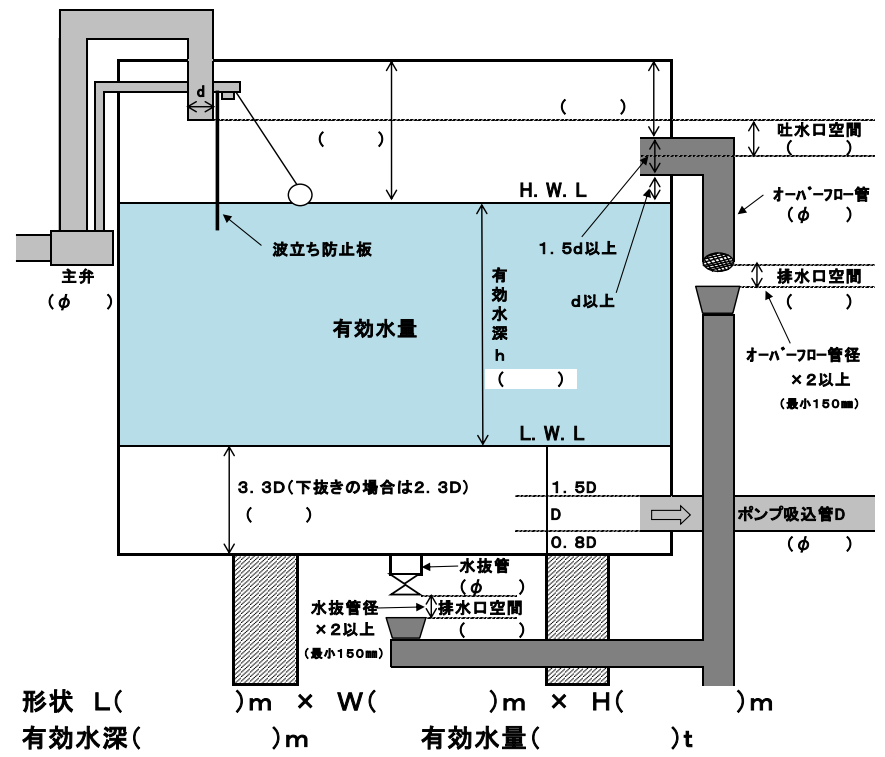 d
(　　)
(　　)
吐水口空間
(　　)
H．W．L
オーバーフロー管
(φ　　)
波立ち防止板
1．5d以上
主弁
(φ　　)
有効水深h
(　　)
d以上
排水口空間
(　　)
有効水量
オーバーフロー管径
×2以上
(最小150㎜)
L．W．L
3．3D(下抜きの場合は2．3D)
(　　)
1．5D
D
0．8D
ポンプ吸込管D
(φ　　)
水抜管
(φ　　)
水抜管径
×2以上
(最小150㎜)
排水口空間
(　　)
形状　L(　　　　)m　×　W(　　　　)m　×　H(　　　　)m
有効水深(　　　　)m　　　　有効水量(　　　　)t